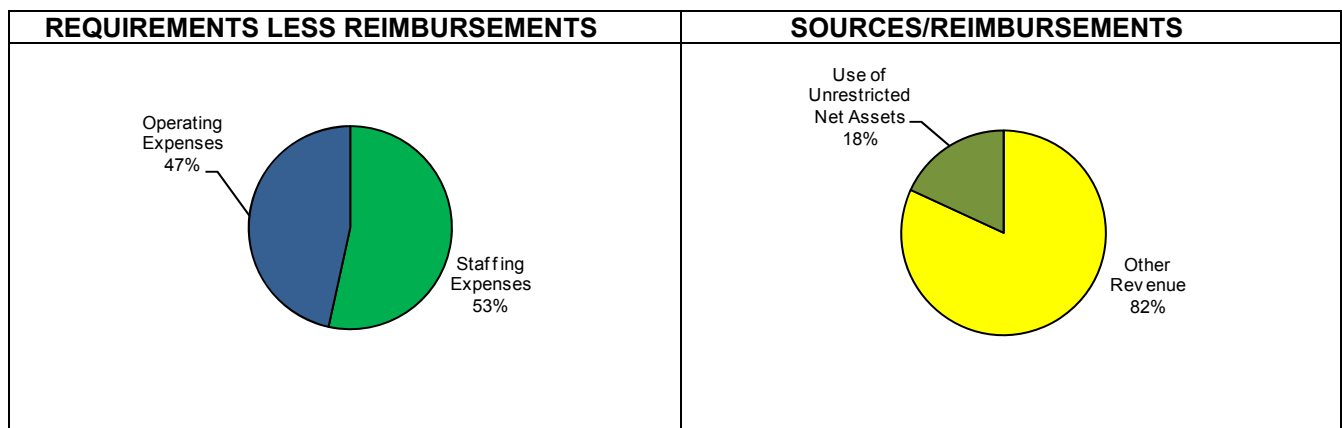 REQUIREMENTS LESS REIMBURSEMENTS
Operating
Expenses
47%
Staffing
Expenses
53%
SOURCES/REIMBURSEMENTS
Use of
Unrestricted
Net Assets
18%
Other
Revenue
82%